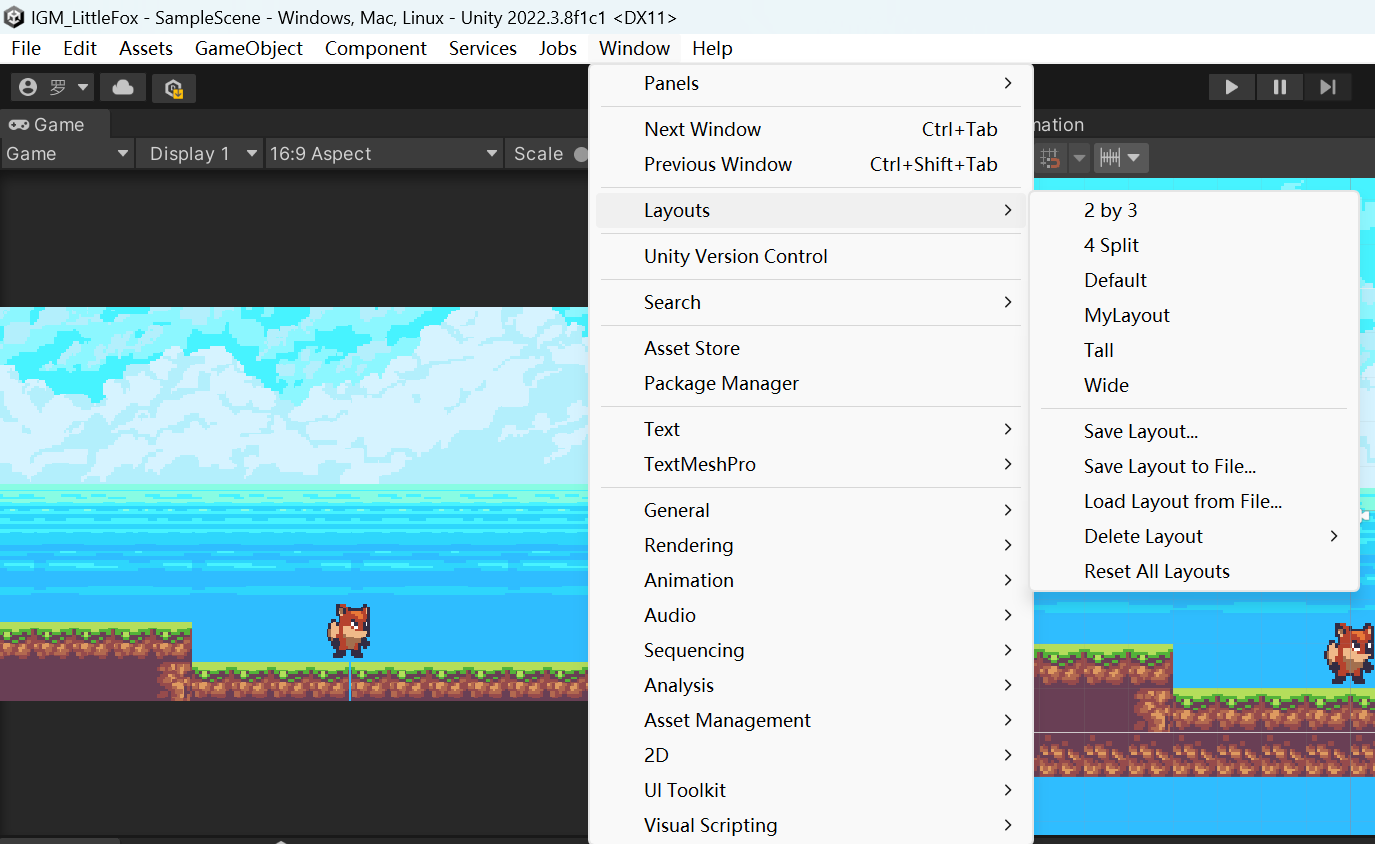 IGM_LittleFox - SampleScene - Windows, Mac, Linux - Unity 2022.3.8f1c1 <DX11>
File Edit Assets GameObject Component Services Jobs Window Help
罗
Game
Game Display 1 16:9 Aspect Scale
mation
Panels
Next Window Ctrl+Tab
Previous Window Ctrl+Shift+Tab
Layouts
Unity Version Control
Search
Asset Store
Package Manager
Text
TextMeshPro
General
Rendering
Animation
Audio
Sequencing
Analysis
Asset Management
2D
UI Toolkit
Visual Scripting
2 by 3
4 Split
Default
MyLayout
Tall
Wide
Save Layout...
Save Layout to File...
Load Layout from File...
Delete Layout
Reset All Layouts